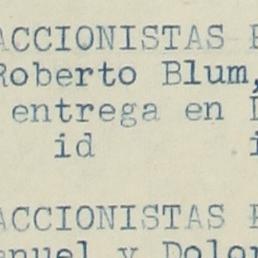 ACCIONISTAS
Roberto Blum,
entrega en
id
ACCIONISTAS
y